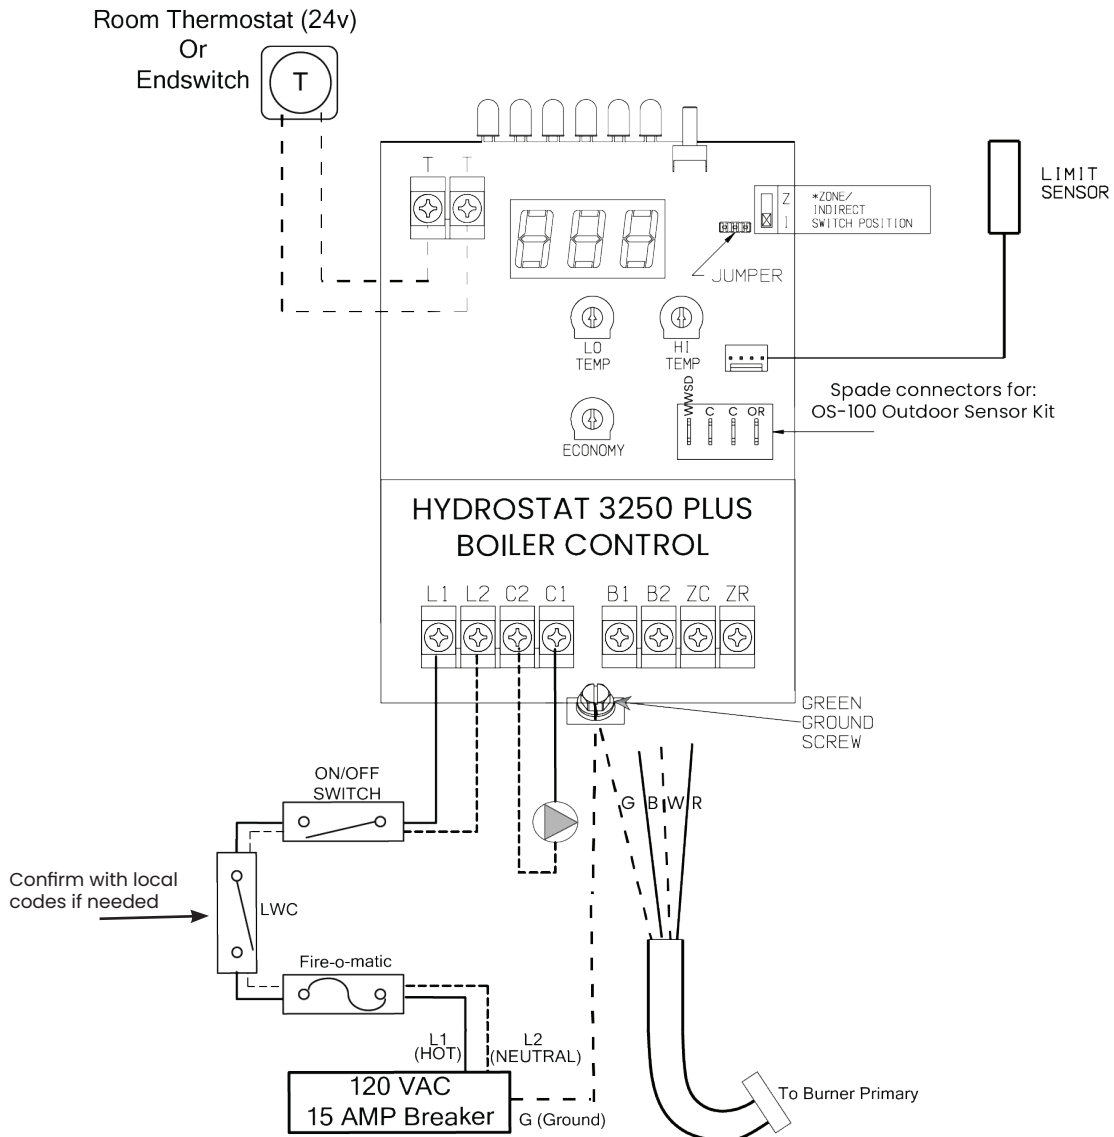 Room Thermostat (24v)
Or
Endswitch
T
T T
LIMIT
SENSOR
Z
I
*ZONE/
INDIRECT
SWITCH POSITION
JUMPER
888
LO
TEMP
HI
TEMP
ECONOMY
WWSD
C C OR
Spade connectors for:
OS-100 Outdoor Sensor Kit
HYDROSTAT 3250 PLUS
BOILER CONTROL
L1 L2 C2 C1 B1 B2 ZC ZR
GREEN
GROUND
SCREW
ON/OFF
SWITCH
G B W R
Confirm with local
codes if needed
LWC
Fire-o-matic
L1
(HOT)
L2
(NEUTRAL)
120 VAC
15 AMP Breaker
G (Ground)
To Burner Primary